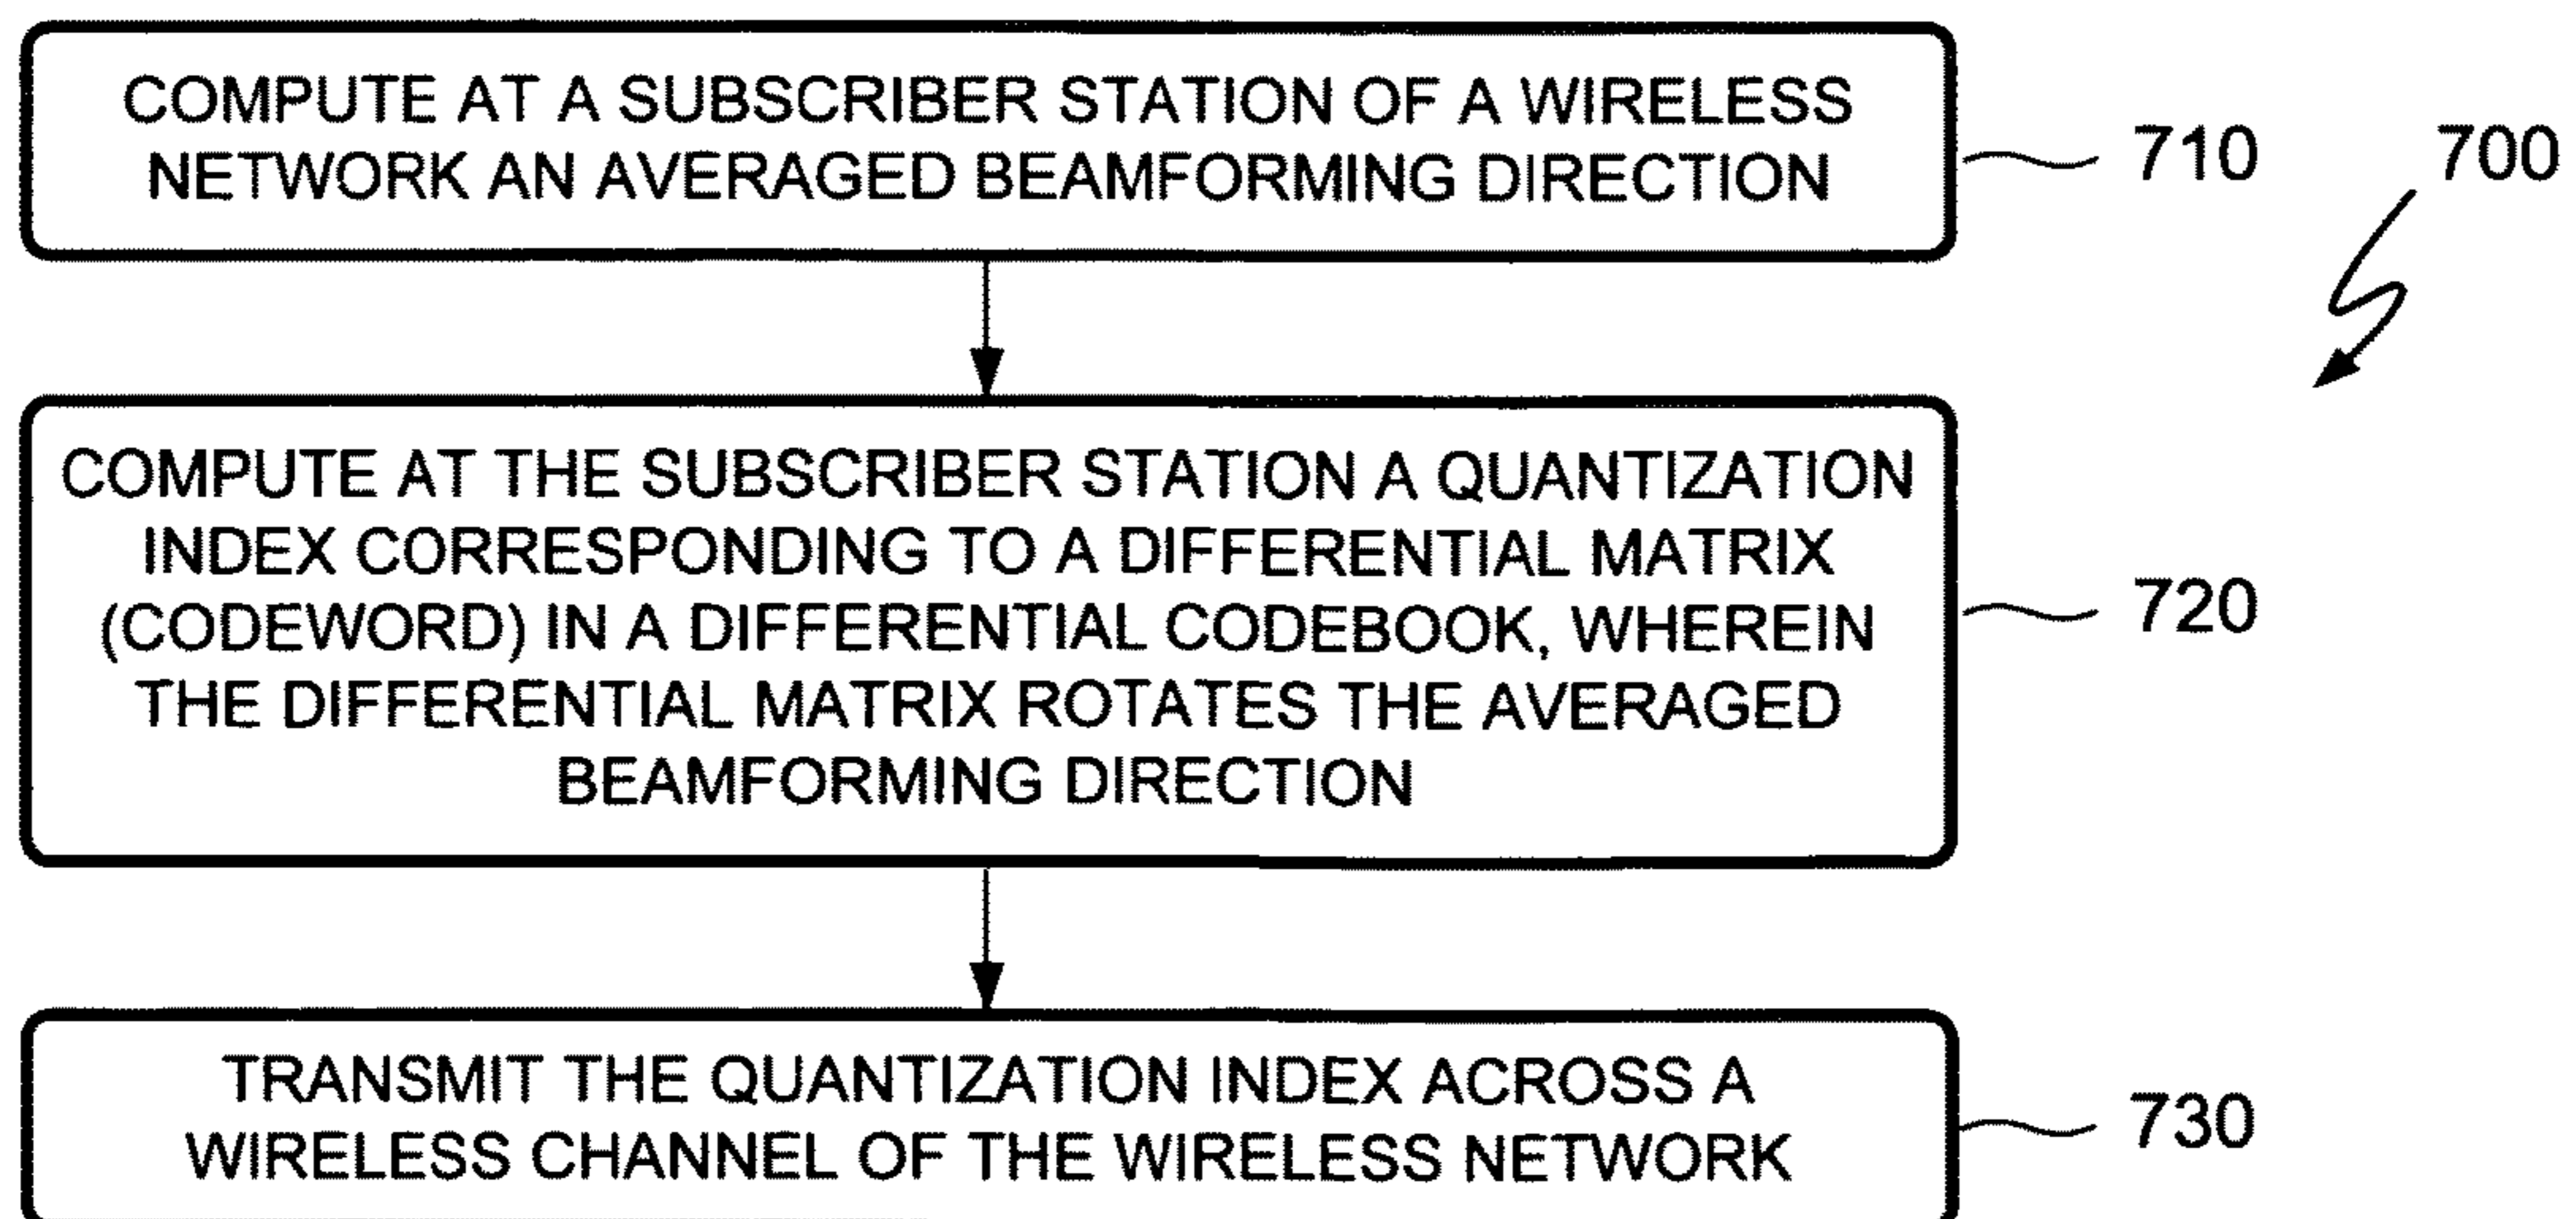 COMPUTE AT A SUBSCRIBER STATION OF A WIRELESS
NETWORK AN AVERAGED BEAMFORMING DIRECTION
710
700
COMPUTE AT THE SUBSCRIBER STATION A QUANTIZATION
INDEX CORRESPONDING TO A DIFFERENTIAL MATRIX
(CODEWORD) IN A DIFFERENTIAL CODEBOOK, WHEREIN
THE DIFFERENTIAL MATRIX ROTATES THE AVERAGED
BEAMFORMING DIRECTION
720
TRANSMIT THE QUANTIZATION INDEX ACROSS A
WIRELESS CHANNEL OF THE WIRELESS NETWORK
730